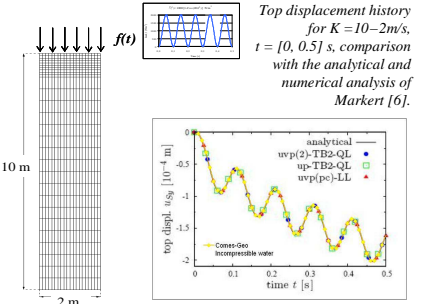 f(t)
Top displacement history
for K =10–2m/s,
t = [0, 0.5] s, comparison
with the analytical and
numerical analysis of
Markert [6].
10 m
2 m
top displ. uSy [10-4 m]
0
-0.5
-1
-1.5
-2
analytical
uvp(2)-TB2-QL
up-TB2-QL
uvp(pc)-LL
Comes-Geo
Incompressible water
0 0.1 0.2 0.3 0.4 0.5
time t [s]